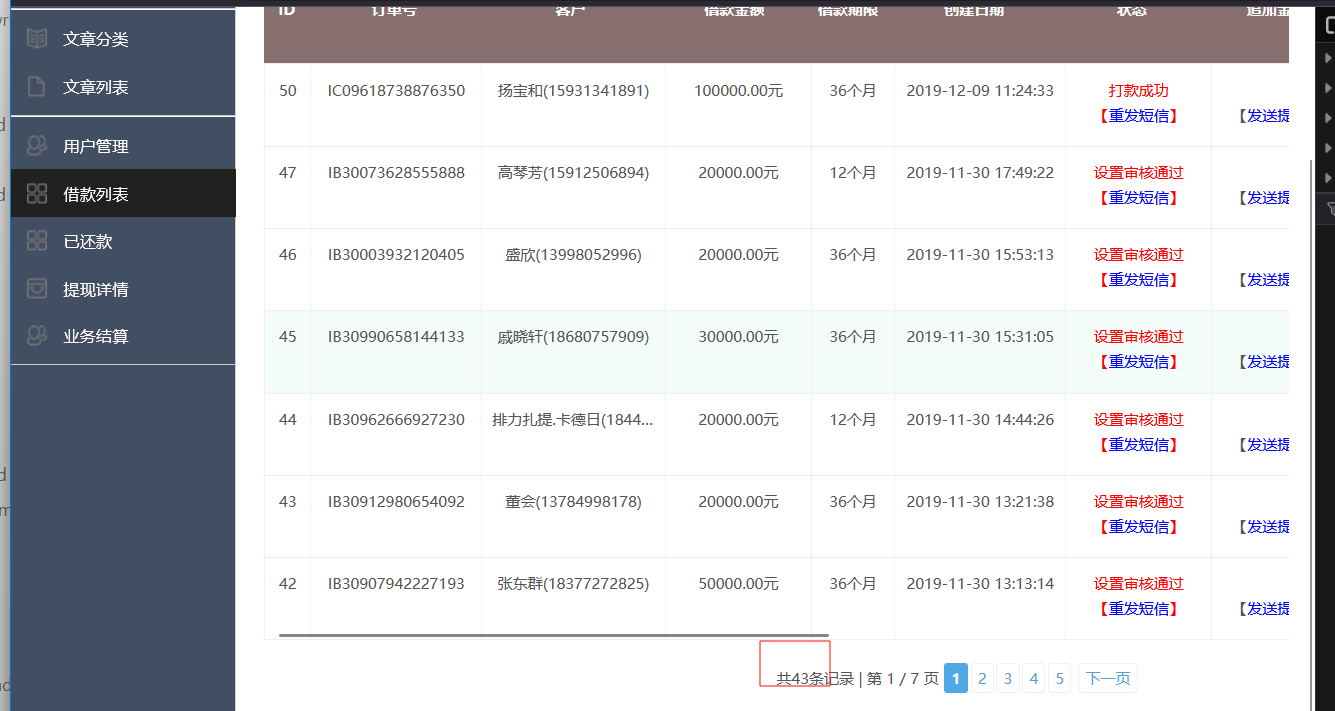 文章分类
文章列表
用户管理
借款列表
已还款
提现详情
业务结算
ID 订单号 客户 借款金额 借款期限 创建日期 状态 追加金
50 IC09618738876350 扬宝和(15931341891) 100000.00元 36个月 2019-12-09 11:24:33 打款成功
【重发短信】 【发送提
47 IB30073628555888 高琴芳(15912506894) 20000.00元 12个月 2019-11-30 17:49:22 设置审核通过
【重发短信】 【发送提
46 IB30003932120405 盛欣(13998052996) 20000.00元 36个月 2019-11-30 15:53:13 设置审核通过
【重发短信】 【发送提
45 IB30990658144133 戚晓轩(18680757909) 30000.00元 36个月 2019-11-30 15:31:05 设置审核通过
【重发短信】 【发送提
44 IB30962666927230 排力扎提.卡德日(1844... 20000.00元 12个月 2019-11-30 14:44:26 设置审核通过
【重发短信】 【发送提
43 IB30912980654092 董会(13784998178) 20000.00元 36个月 2019-11-30 13:21:38 设置审核通过
【重发短信】 【发送提
42 IB30907942227193 张东群(18377272825) 50000.00元 36个月 2019-11-30 13:13:14 设置审核通过
【重发短信】 【发送提
共43条记录 | 第 1 / 7 页 1 2 3 4 5 下一页